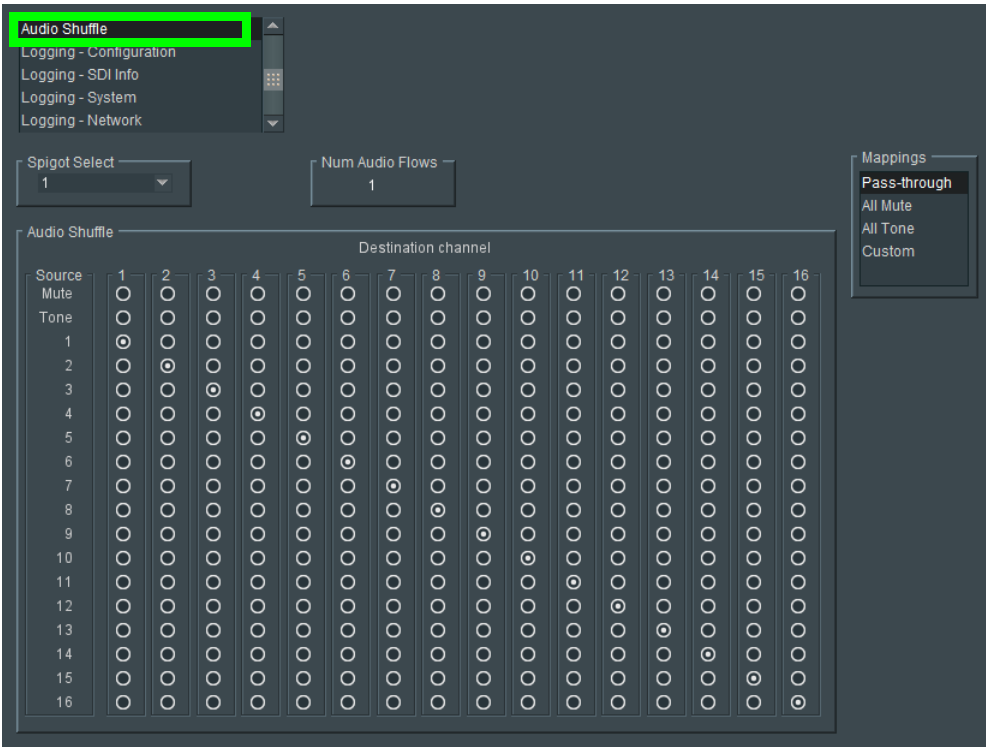 Audio Shuffle
Logging - Configuration
Logging - SDI Info
Logging - System
Logging - Network
Spigot Select
1
Num Audio Flows
1
Mappings
Pass-through
All Mute
All Tone
Custom
Audio Shuffle
Destination channel
Source 1 2 3 4 5 6 7 8 9 10 11 12 13 14 15 16
Mute
Tone
1
2
3
4
5
6
7
8
9
10
11
12
13
14
15
16